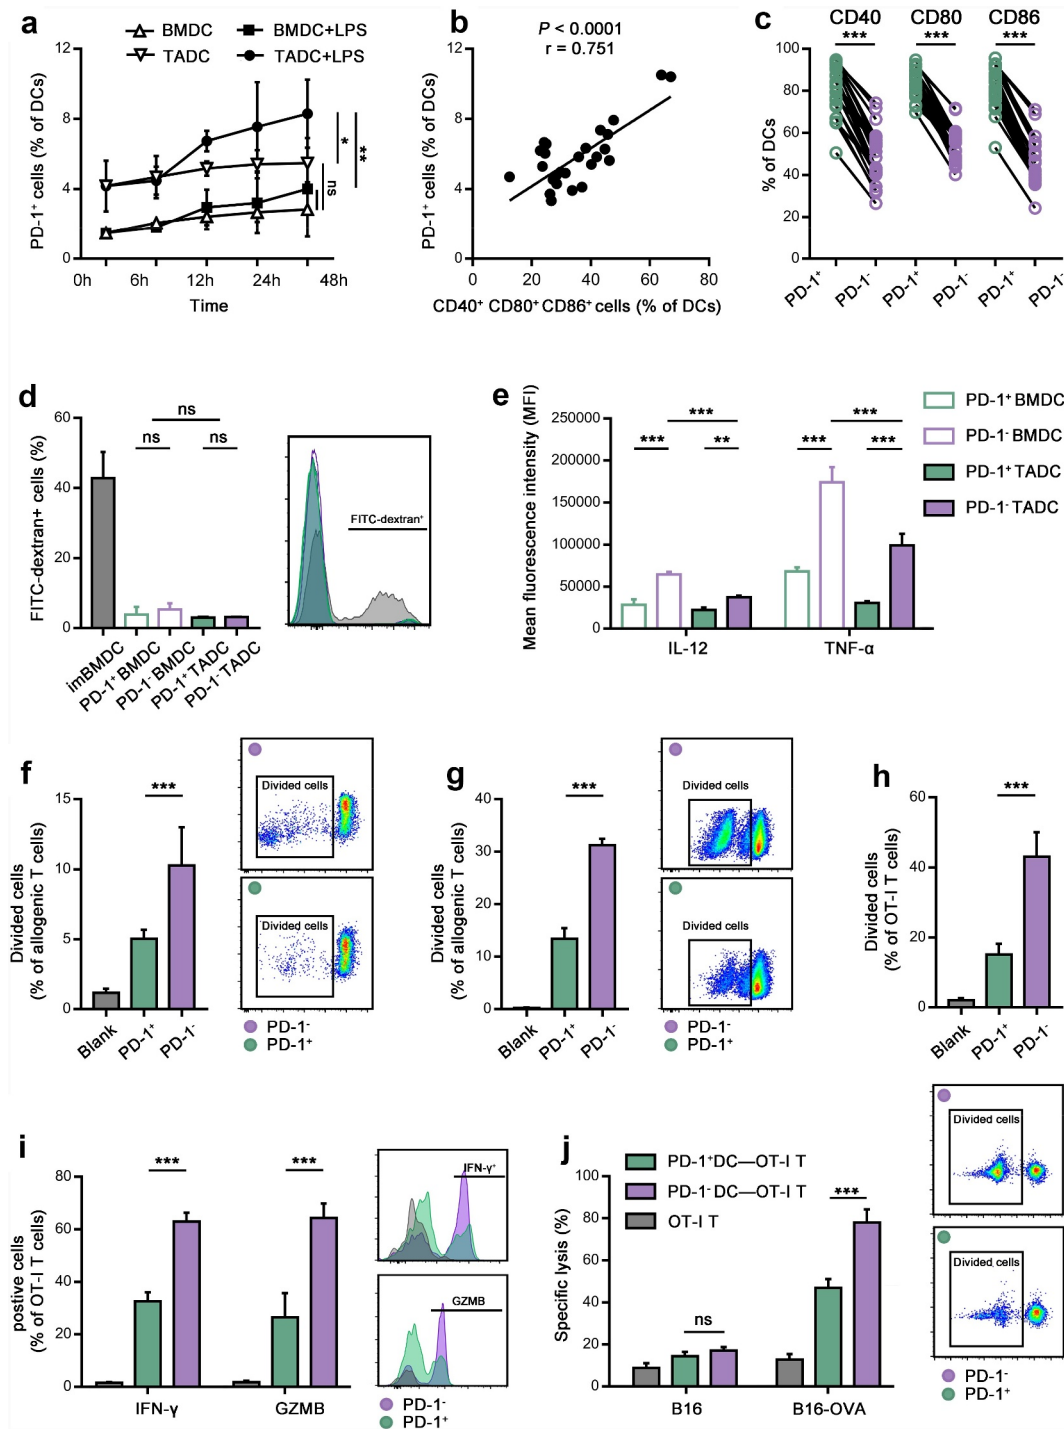 a
BMDC
BMDC+LPS
TADC
TADC+LPS
PD-1⁺ cells (% of DCs)
12
8
4
0
*
**
ns
0h 6h 12h 24h 48h
Time
b
P < 0.0001
r = 0.751
PD-1⁺ cells (% of DCs)
12
8
4
0
0 20 40 60 80
CD40⁺ CD80⁺ CD86⁺ cells (% of DCs)
c
CD40 CD80 CD86
*** *** ***
% of DCs
100
80
60
40
20
0
PD-1⁺ PD-1⁻ PD-1⁺ PD-1⁻ PD-1⁺ PD-1⁻
d
FITC-dextran+ cells (%)
60
40
20
0
ns
ns ns
imBMDC
PD-1⁺ BMDC
PD-1⁻ BMDC
PD-1⁺ TADC
PD-1⁻ TADC
FITC-dextran⁺
e
Mean fluorescence intensity (MFI)
250000
200000
150000
100000
50000
0
*** ***
*** ** *** ***
IL-12 TNF-α
PD-1⁺ BMDC
PD-1⁻ BMDC
PD-1⁺ TADC
PD-1⁻ TADC
f
Divided cells
(% of allogenic T cells)
15
10
5
0
***
Blank PD-1⁺ PD-1⁻
Divided cells
Divided cells
PD-1⁻
PD-1⁺
g
Divided cells
(% of allogenic T cells)
40
30
20
10
0
***
Blank PD-1⁺ PD-1⁻
Divided cells
Divided cells
PD-1⁻
PD-1⁺
h
Divided cells
(% of OT-I T cells)
60
40
20
0
***
Blank PD-1⁺ PD-1⁻
Divided cells
Divided cells
PD-1⁻
PD-1⁺
i
postive cells
(% of OT-I T cells)
80
60
40
20
0
*** ***
IFN-γ GZMB
IFN-γ⁺
GZMB
PD-1⁻
PD-1⁺
j
PD-1⁺DC—OT-I T
PD-1⁻DC—OT-I T
OT-I T
Specific lysis (%)
100
80
60
40
20
0
ns
***
B16 B16-OVA